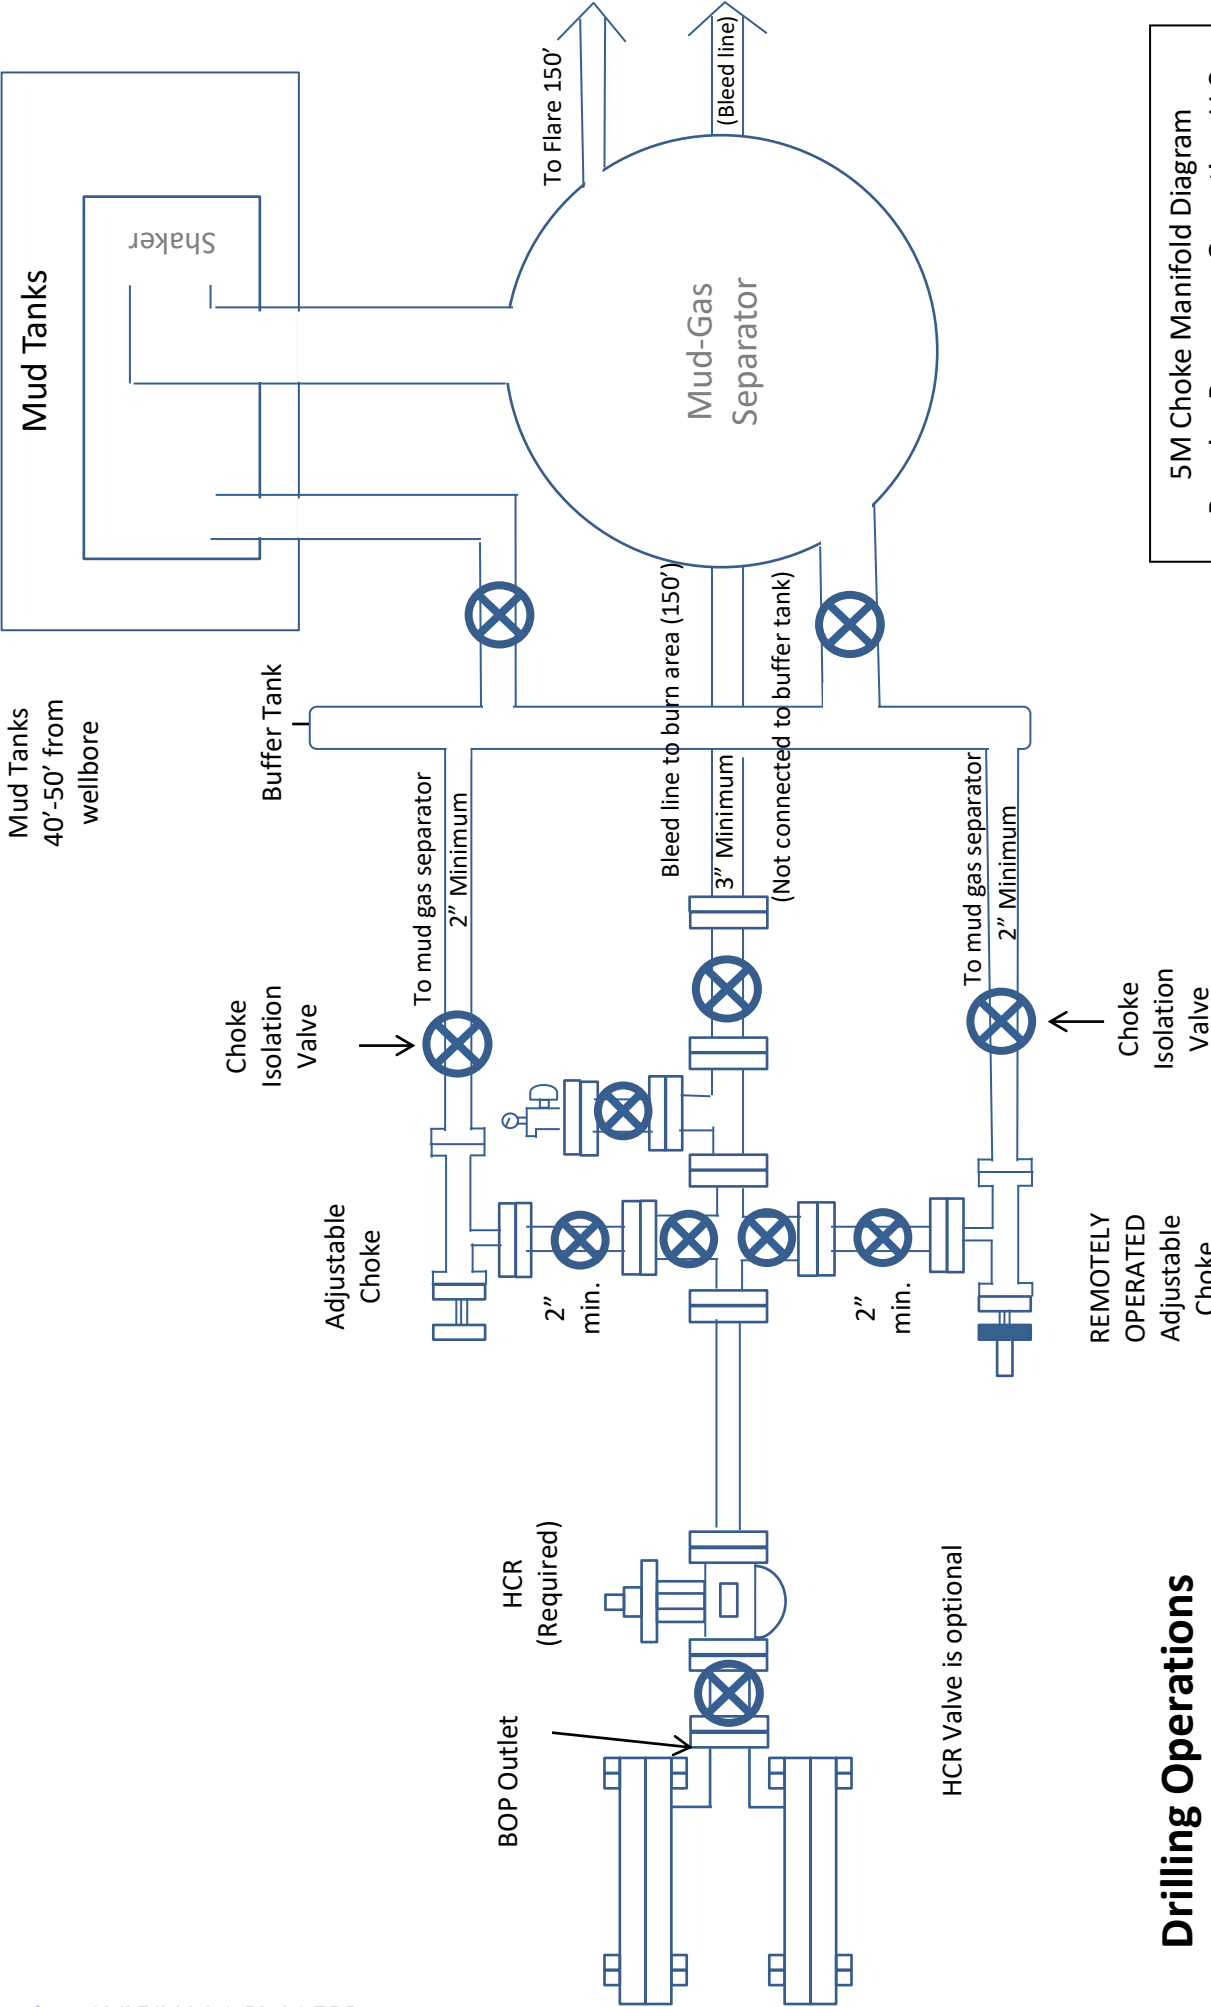 Mud Tanks
40’-50’ from
wellbore
Mud Tanks
Shaker
Buffer Tank
Choke
Isolation
Valve
Adjustable
Choke
To mud gas separator
2” Minimum
To Flare 150’
(Bleed line)
Mud-Gas
Separator
Bleed line to burn area (150’)
3” Minimum
(Not connected to buffer tank)
HCR
(Required)
BOP Outlet
2”
min.
2”
min.
To mud gas separator
2” Minimum
HCR Valve is optional
REMOTELY
OPERATED
Adjustable
Choke
Choke
Isolation
Valve
Drilling Operations
5M Choke Manifold Diagram